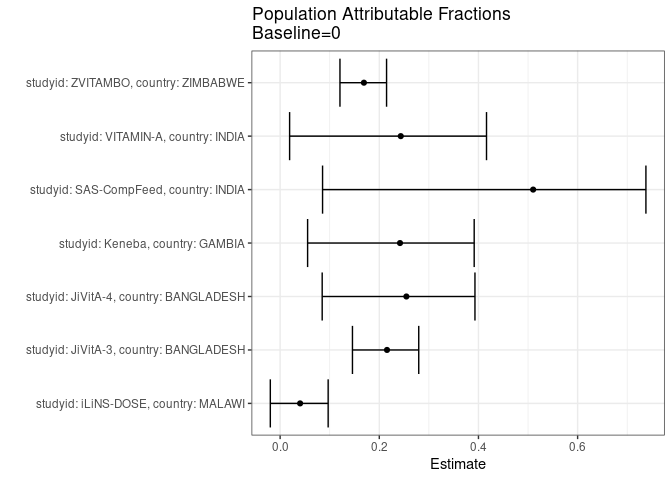 Population Attributable Fractions
Baseline=0
studyid: ZVITAMBO, country: ZIMBABWE
studyid: VITAMIN-A, country: INDIA
studyid: SAS-CompFeed, country: INDIA
studyid: Keneba, country: GAMBIA
studyid: JiVitA-4, country: BANGLADESH
studyid: JiVitA-3, country: BANGLADESH
studyid: iLiNS-DOSE, country: MALAWI
0.0 0.2 0.4 0.6
Estimate